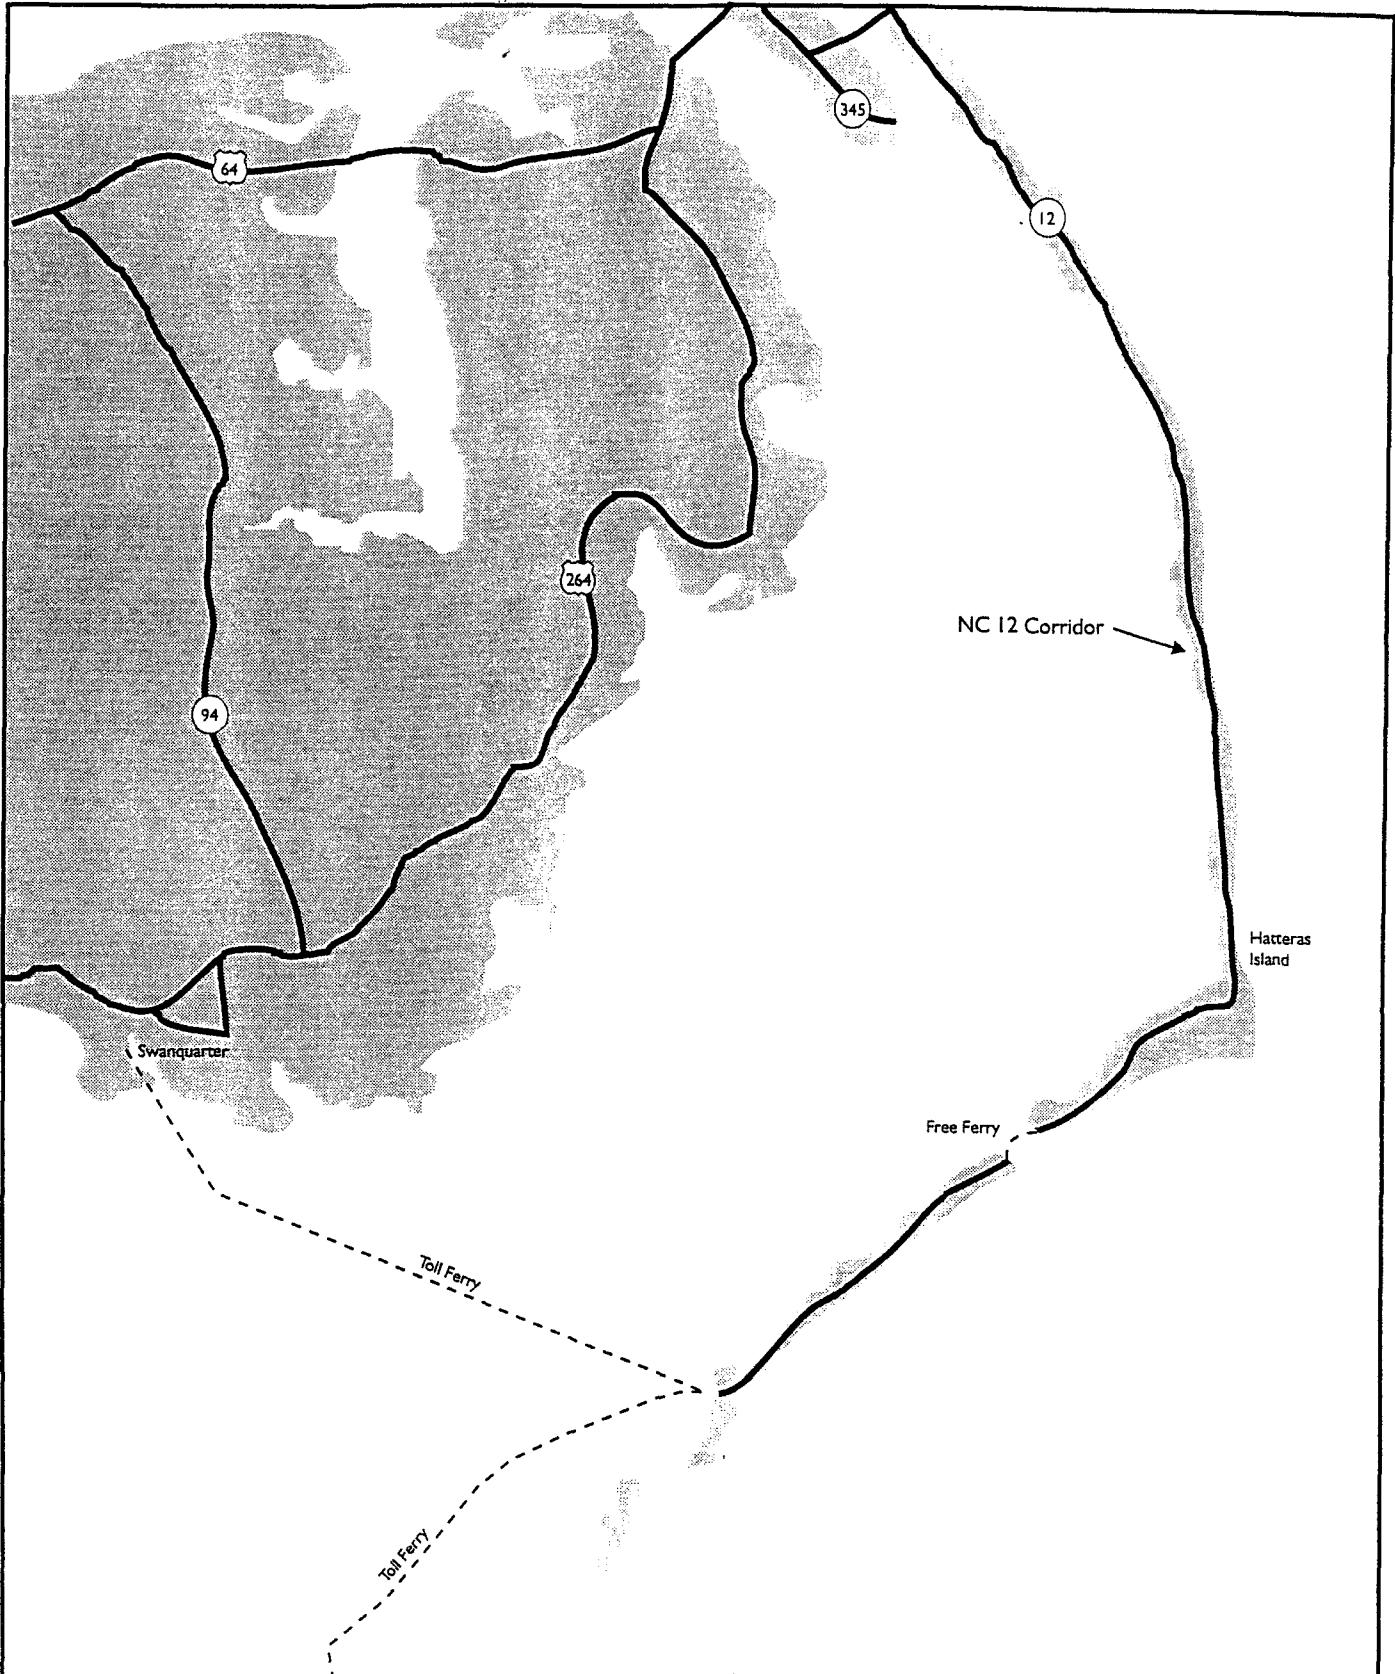 345
64
12
264
NC 12 Corridor
94
Hatteras
Island
Swanquarter
Free Ferry
Toll Ferry
Toll Ferry